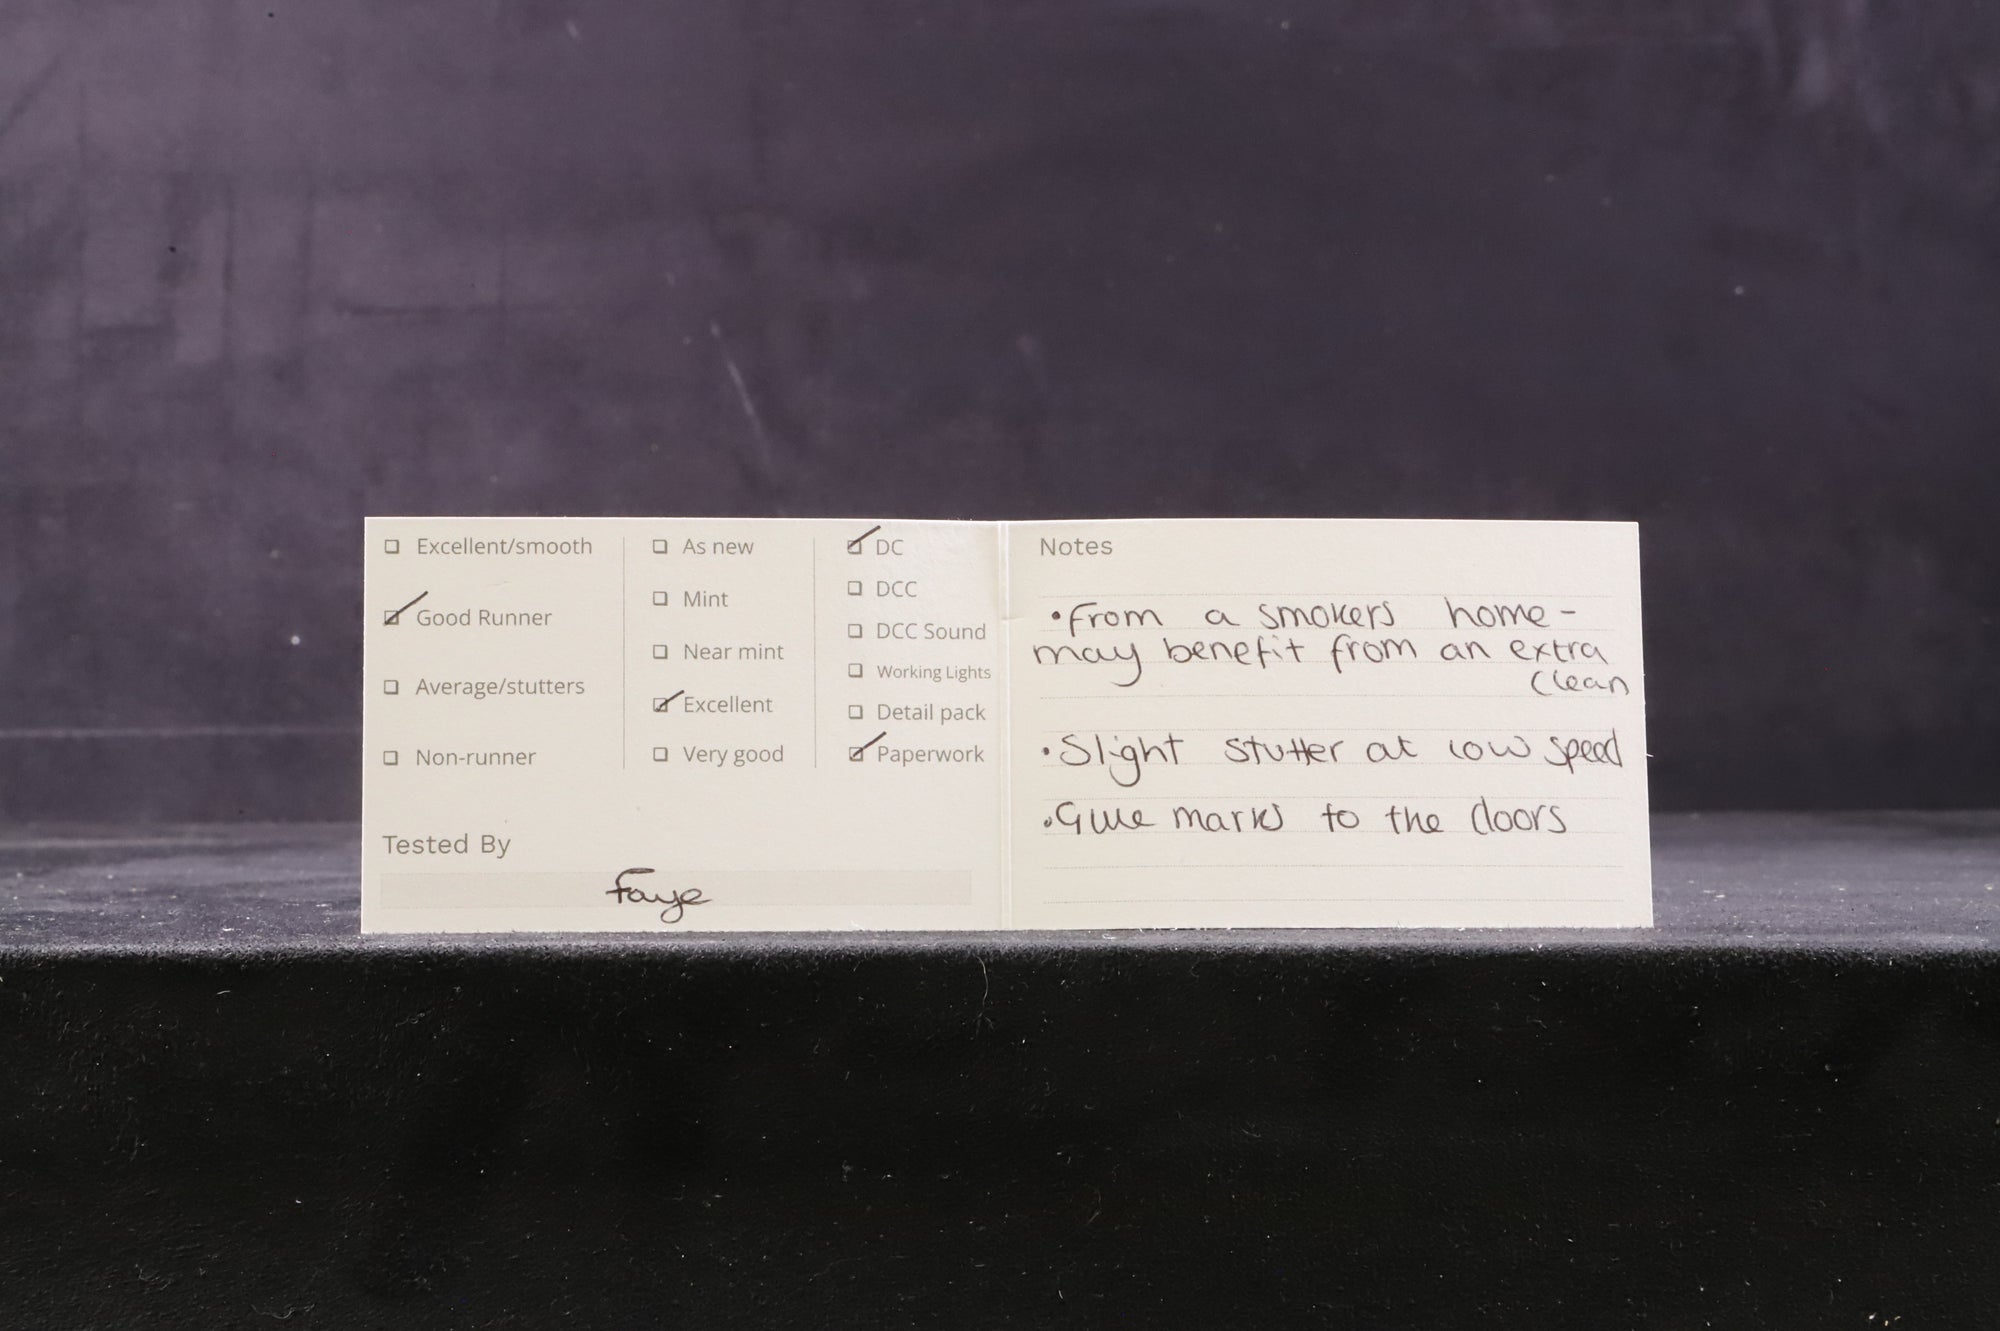 Excellent/smooth
Good Runner
Average/stutters
Non-runner
As new
Mint
Near mint
Excellent
Very good
DC
DCC
DCC Sound
Working Lights
Detail pack
Paperwork
Tested By
Faye
Notes
• From a smokers home -
may benefit from an extra
clean
• Slight stutter at low speed
• Glue marks to the doors